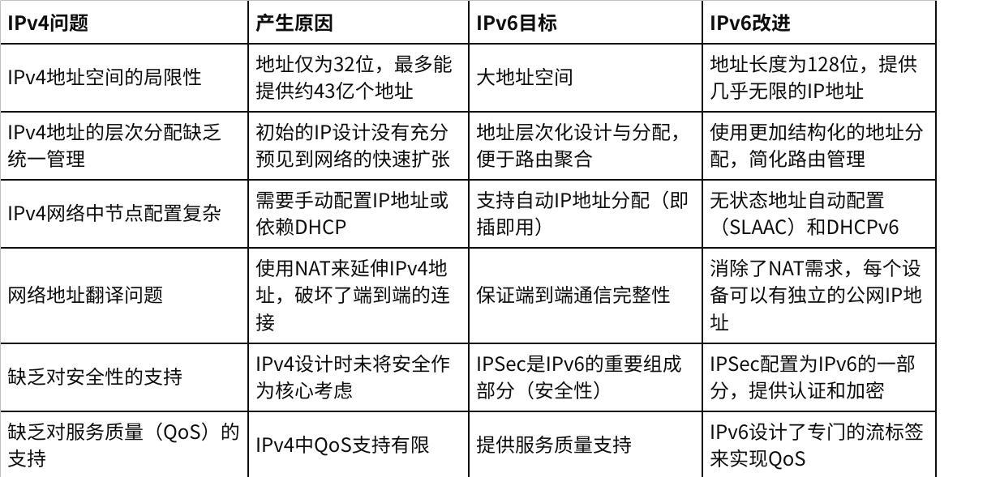 IPv4问题
产生原因
IPv6目标
IPv6改进
IPv4地址空间的局限性
地址仅为32位，最多能
提供约43亿个地址
大地址空间
地址长度为128位，提供
几乎无限的IP地址
IPv4地址的层次分配缺乏
统一管理
初始的IP设计没有充分
预见到网络的快速扩张
地址层次化设计与分配，
便于路由聚合
使用更加结构化的地址分
配，简化路由管理
IPv4网络中节点配置复杂
需要手动配置IP地址或
依赖DHCP
支持自动IP地址分配（即
插即用）
无状态地址自动配置
（SLAAC）和DHCPv6
网络地址翻译问题
使用NAT来延伸IPv4地
址，破坏了端到端的连
接
保证端到端通信完整性
消除了NAT需求，每个设
备可以有独立的公网IP地
址
缺乏对安全性的支持
IPv4设计时未将安全作
为核心考虑
IPSec是IPv6的重要组成
部分（安全性）
IPSec配置为IPv6的一部
分，提供认证和加密
缺乏对服务质量（QoS）的
支持
IPv4中QoS支持有限
提供服务质量支持
IPv6设计了专门的流标签
来实现QoS